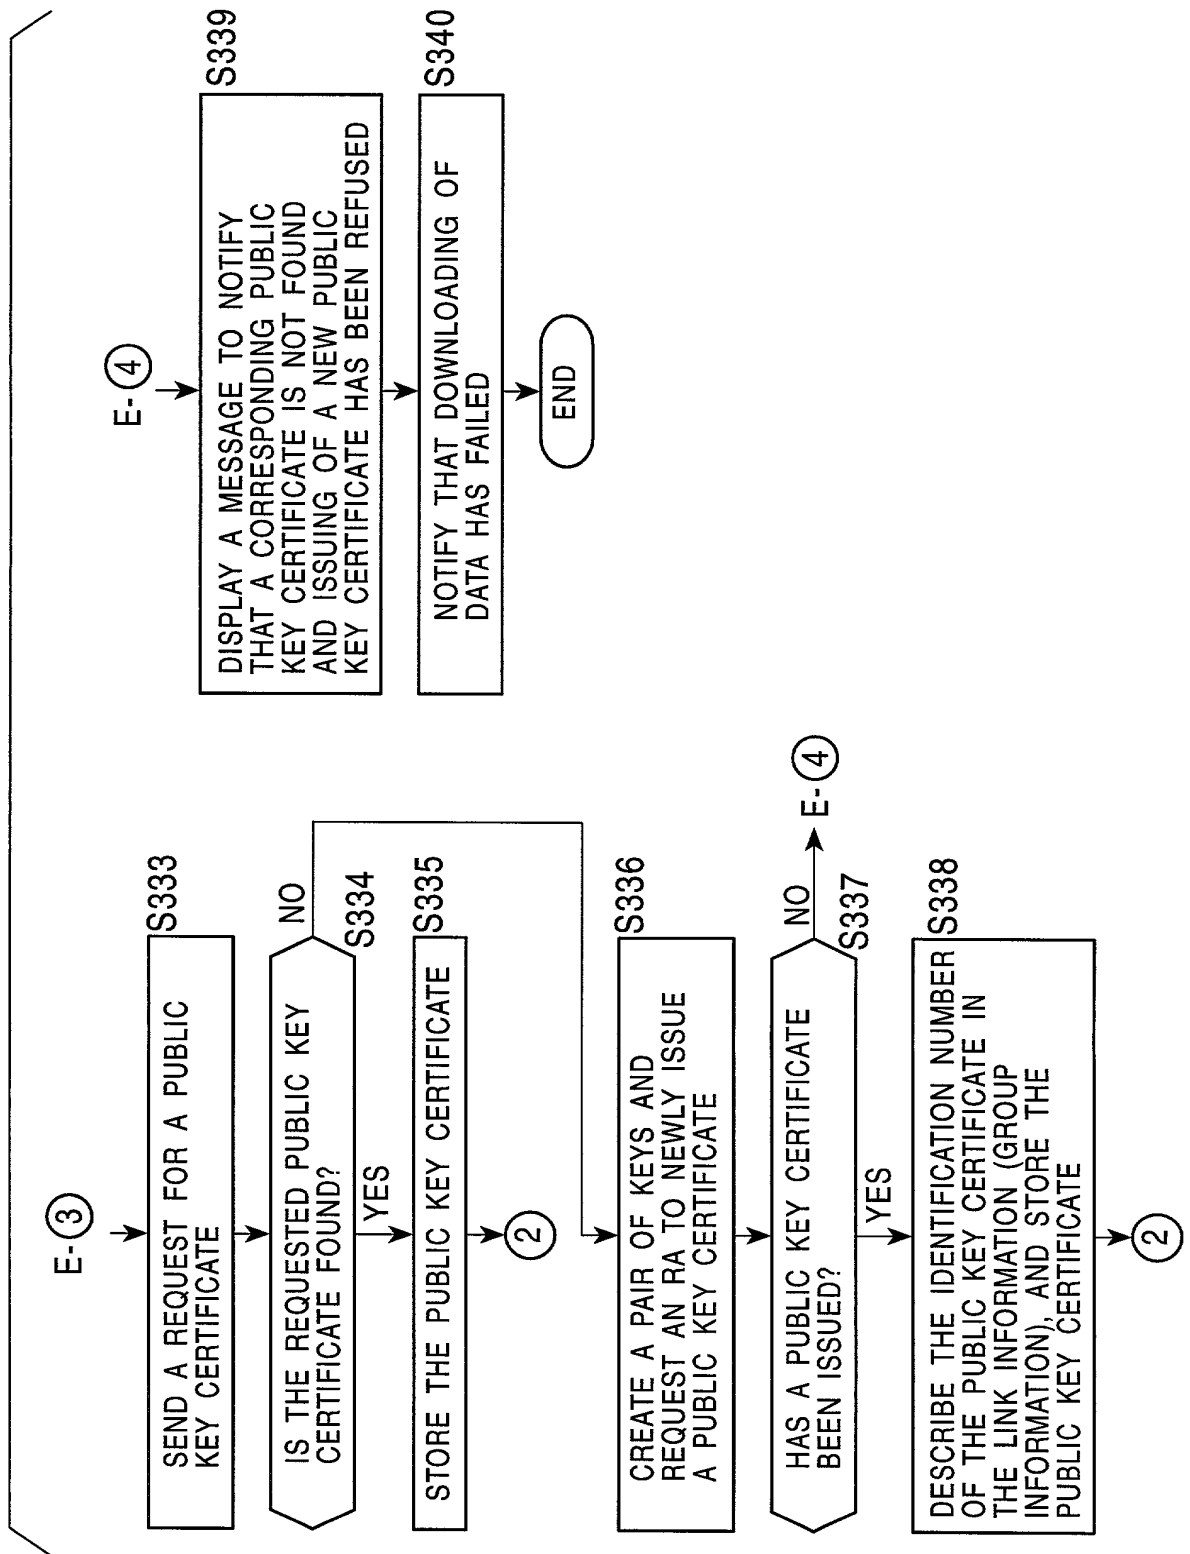 E-3
S333
SEND A REQUEST FOR A PUBLIC
KEY CERTIFICATE
IS THE REQUESTED PUBLIC KEY
CERTIFICATE FOUND?
NO
S334
YES
S335
STORE THE PUBLIC KEY CERTIFICATE
2
S336
CREATE A PAIR OF KEYS AND
REQUEST AN RA TO NEWLY ISSUE
A PUBLIC KEY CERTIFICATE
HAS A PUBLIC KEY CERTIFICATE
BEEN ISSUED?
NO
E-4
S337
YES
S338
DESCRIBE THE IDENTIFICATION NUMBER
OF THE PUBLIC KEY CERTIFICATE IN
THE LINK INFORMATION (GROUP
INFORMATION), AND STORE THE
PUBLIC KEY CERTIFICATE
2
E-4
S339
DISPLAY A MESSAGE TO NOTIFY
THAT A CORRESPONDING PUBLIC
KEY CERTIFICATE IS NOT FOUND
AND ISSUING OF A NEW PUBLIC
KEY CERTIFICATE HAS BEEN REFUSED
S340
NOTIFY THAT DOWNLOADING OF
DATA HAS FAILED
END